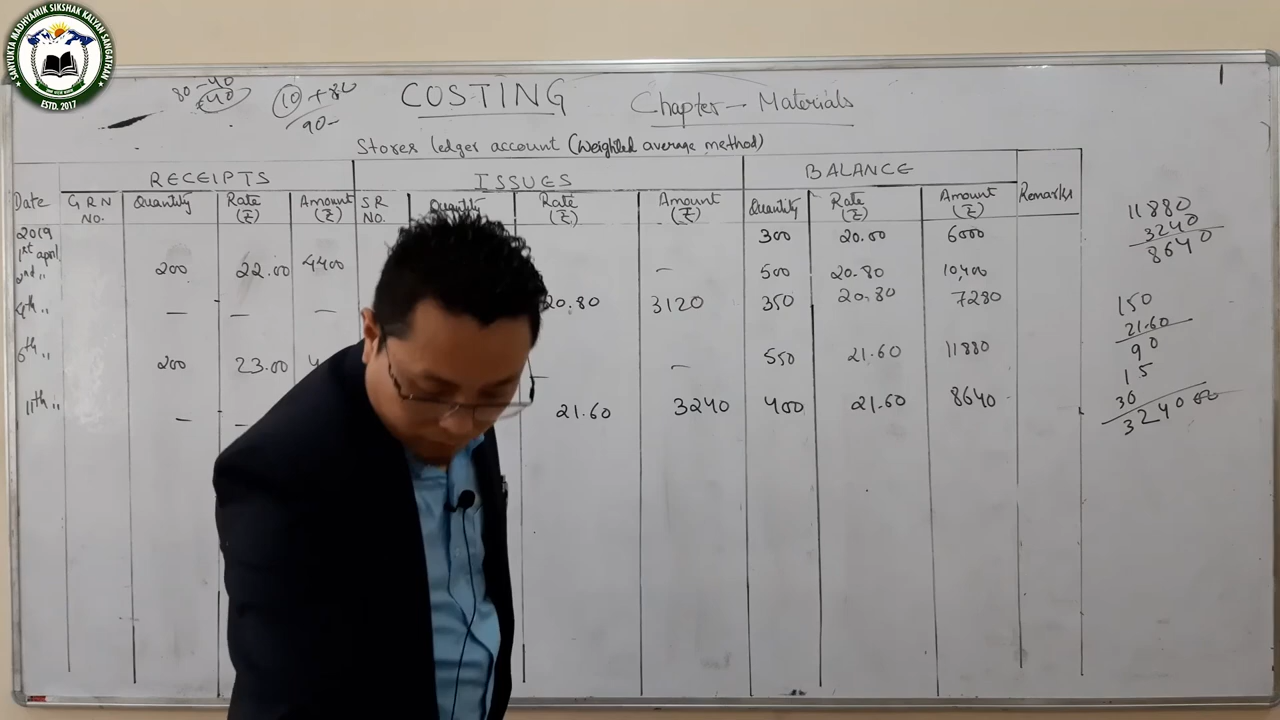 SANYUKTA MADHYAMIK SIKSHAK KALYAN SANGATHAN
ESTD. 2017
80-40
40
10 + 80
90-
COSTING Chapter - Materials
Stores ledger account (Weighted average method)
RECEIPTS ISSUES BALANCE
Date GRN No. Quantity Rate (₹) Amount (₹) SR No. Quantity Rate (₹) Amount (₹) Quantity Rate (₹) Amount (₹) Remarks
2019
1st april 300 20.00 6000
2nd " 200 22.00 4400 — 500 20.80 10,400
4th " — — — 20.80 3120 350 20.80 7280
6th " 200 23.00 — — 550 21.60 11880
11th " — — 21.60 3240 400 21.60 8640
11880
3240
8640
150
21.60
90
15
30
324000